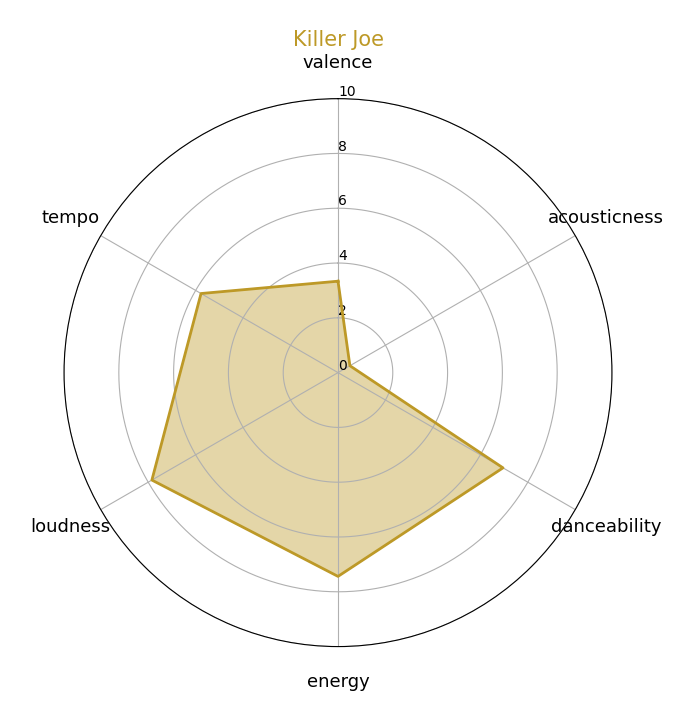 Killer Joe
valence
10
8
tempo
acousticness
6
4
2
0
loudness
danceability
energy